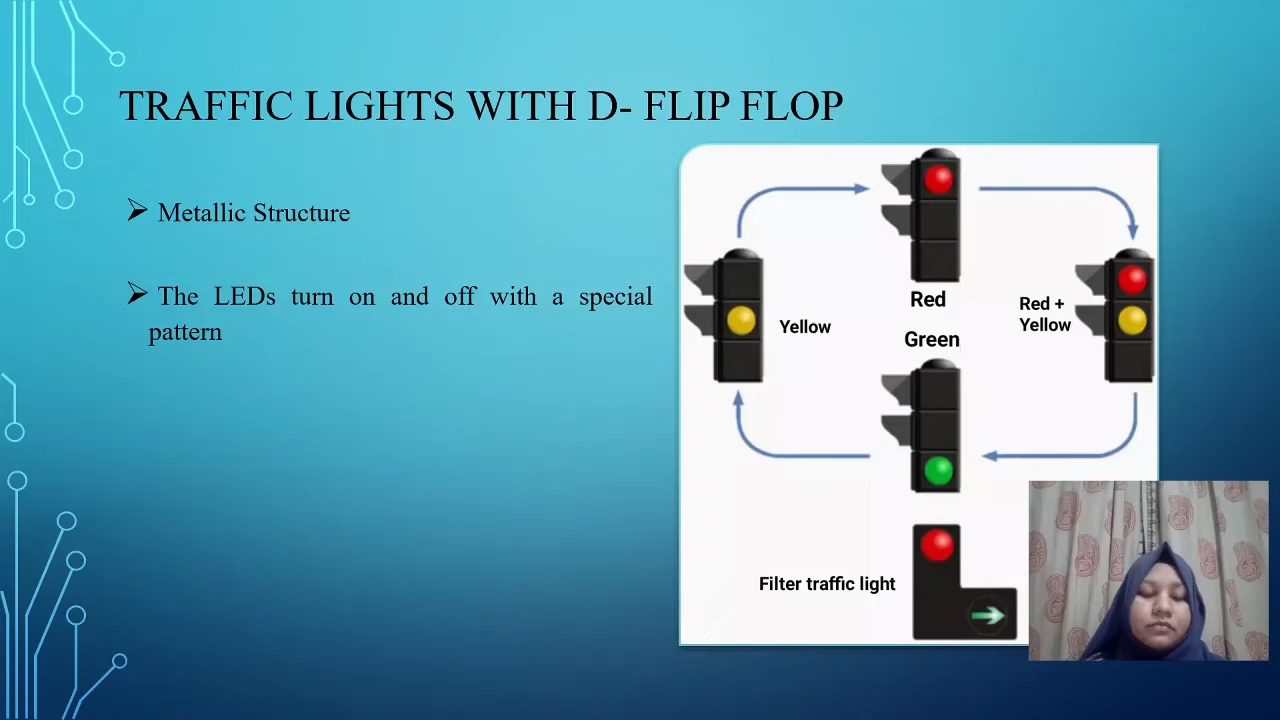 TRAFFIC LIGHTS WITH D- FLIP FLOP
Metallic Structure
The LEDs turn on and off with a special
pattern
Red
Green
Yellow
Red +
Yellow
Filter traffic light